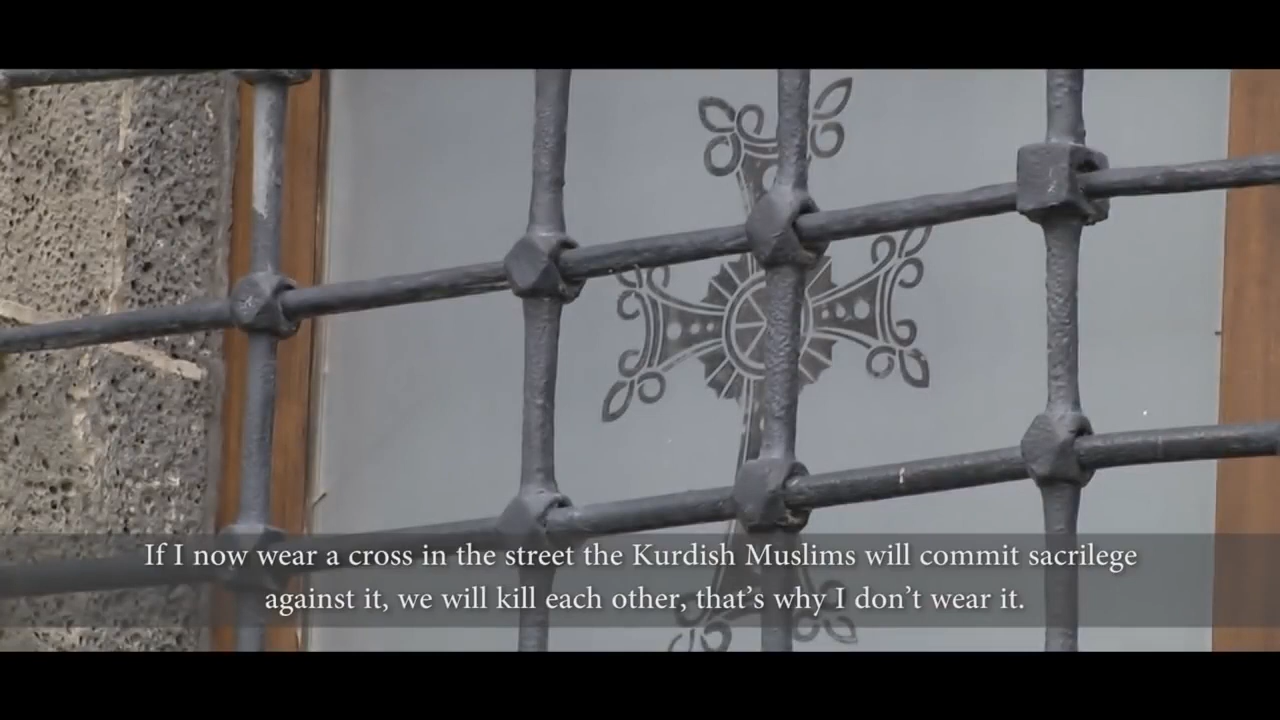 If I now wear a cross in the street the Kurdish Muslims will commit sacrilege
against it, we will kill each other, that’s why I don’t wear it.